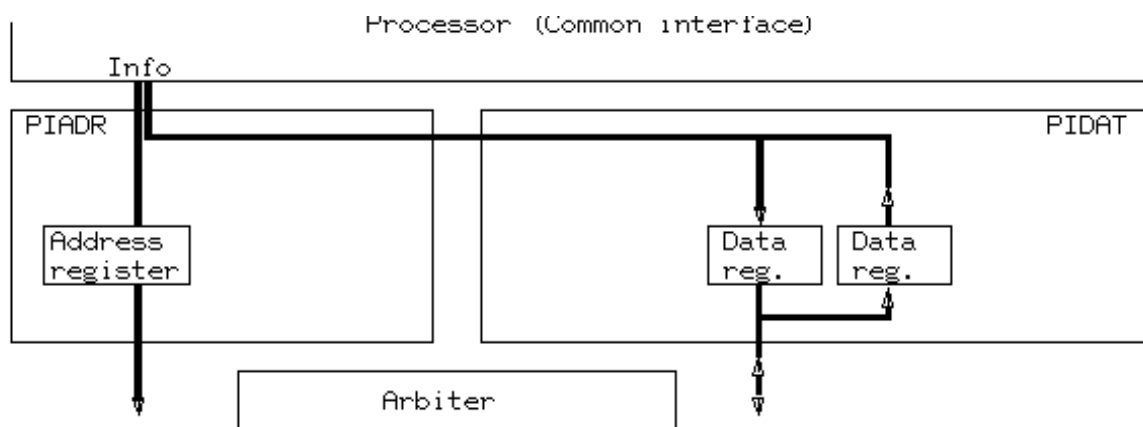 Processor (Common interface)
Info
PIADR
PIDAT
Address
register
Data
reg.
Data
reg.
Arbiter